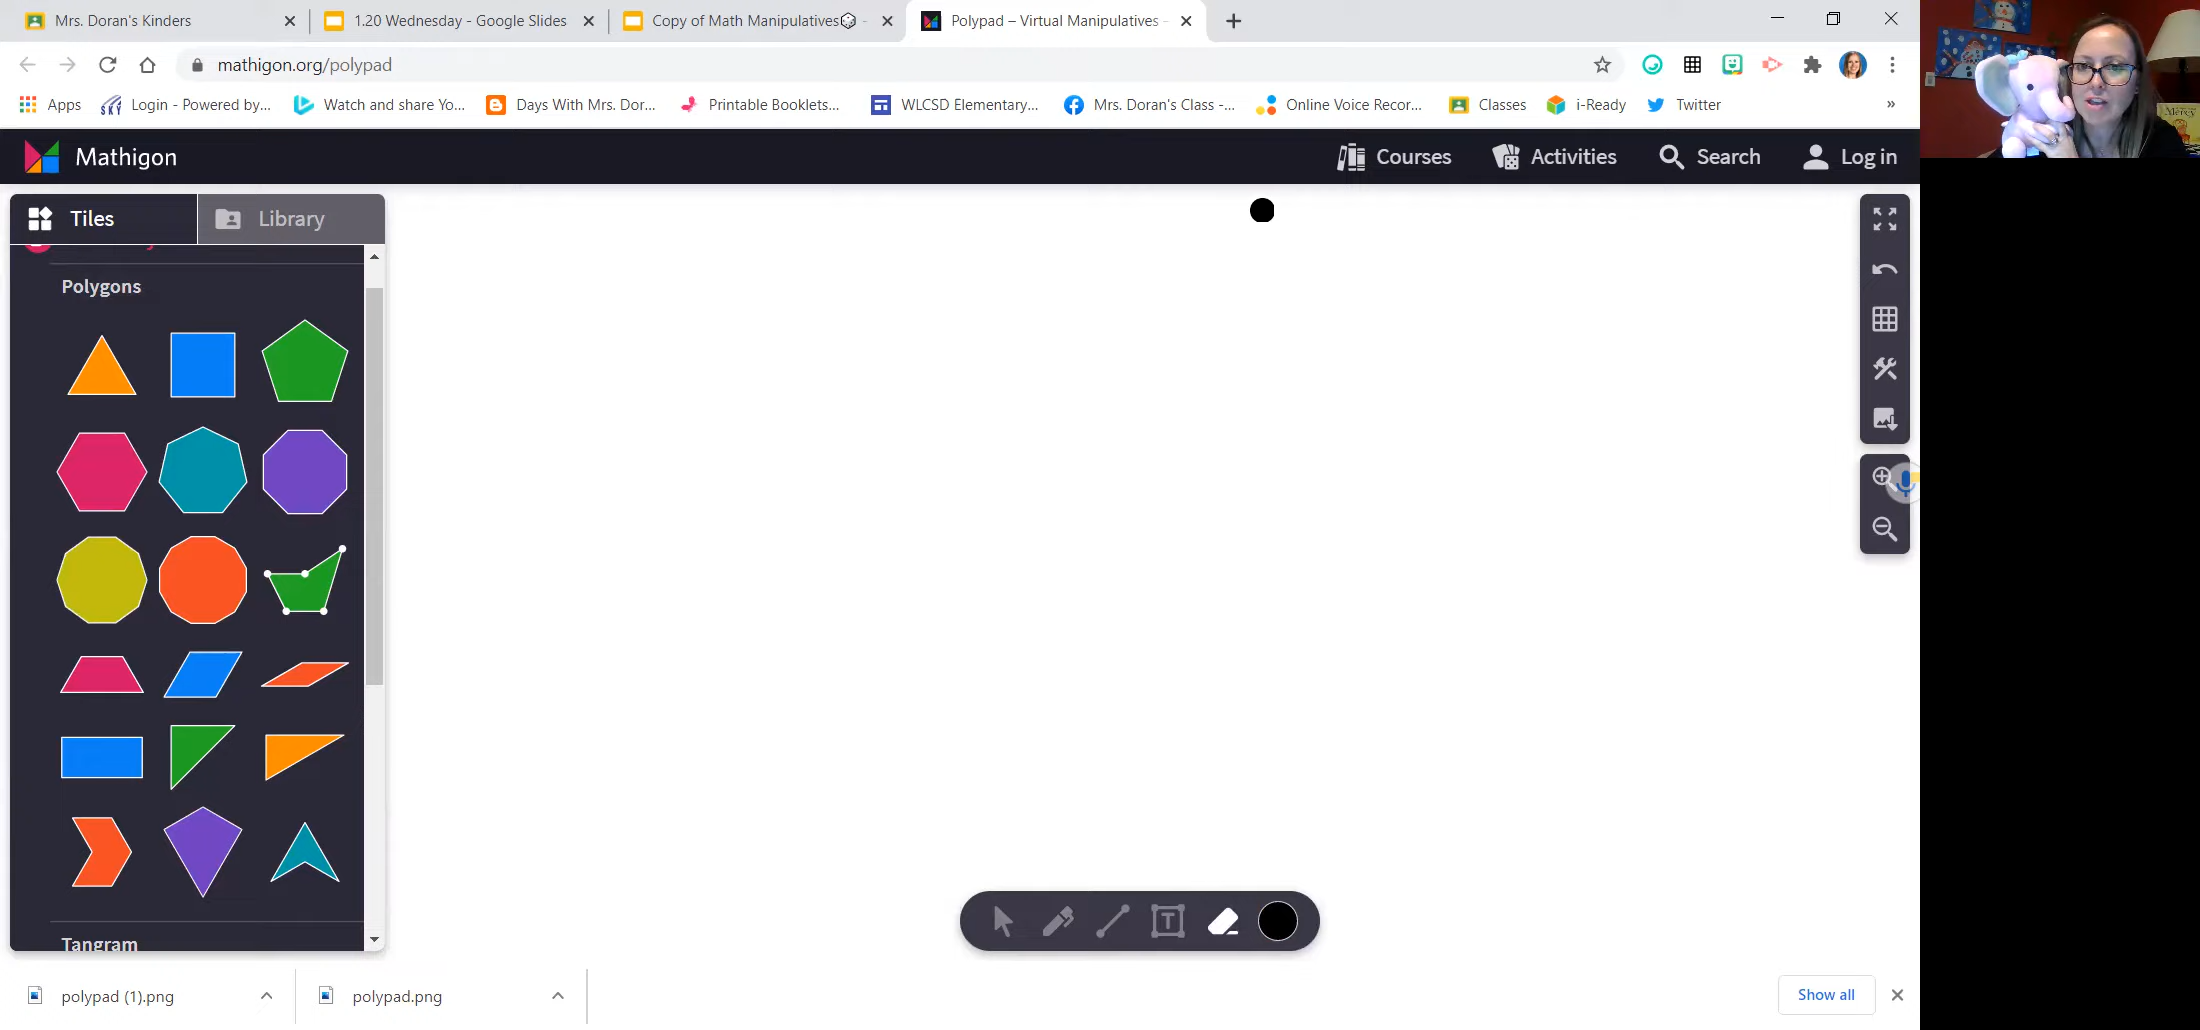 Mrs. Doran's Kinders
1.20 Wednesday - Google Slides
Copy of Math Manipulatives -
Polypad – Virtual Manipulatives -
mathigon.org/polypad
Apps
Login - Powered by...
Watch and share Yo...
Days With Mrs. Dor...
Printable Booklets...
WLCSD Elementary...
Mrs. Doran's Class -...
Online Voice Recor...
Classes
i-Ready
Twitter
»
Mathigon
Courses
Activities
Search
Log in
Tiles
Library
Polygons
Tangram
T
polypad (1).png
polypad.png
Show all
Mercy